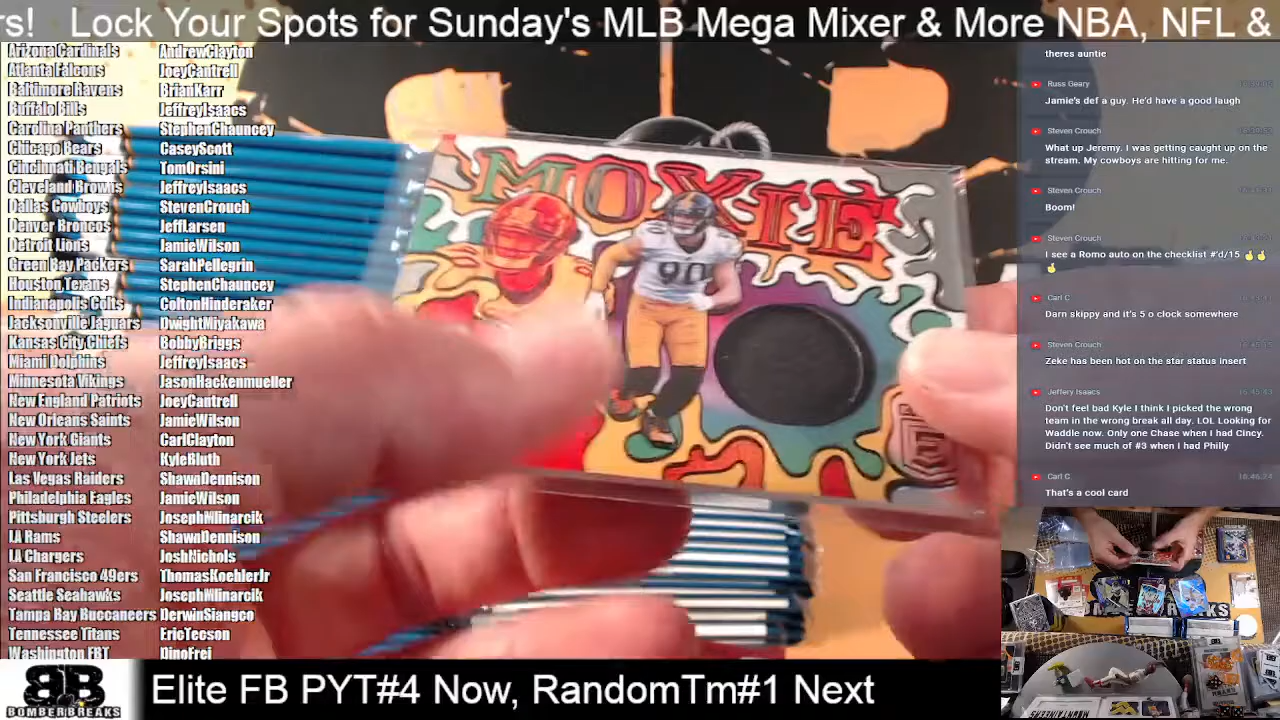 rs! Lock Your Spots for Sunday's MLB Mega Mixer & More NBA, NFL &
Arizona Cardinals AndrewClayton
Atlanta Falcons JoeyCantrell
Baltimore Ravens BrianKarr
Buffalo Bills JeffreyIsaacs
Carolina Panthers StephenChauncey
Chicago Bears CaseyScott
Cincinnati Bengals TomOrsini
Cleveland Browns JeffreyIsaacs
Dallas Cowboys StevenCrouch
Denver Broncos JeffLarsen
Detroit Lions JamieWilson
Green Bay Packers SarahPellegrin
Houston Texans StephenChauncey
Indianapolis Colts ColtonHinderaker
Jacksonville Jaguars DwightMiyakawa
Kansas City Chiefs BobbyBriggs
Miami Dolphins JeffreyIsaacs
Minnesota Vikings JasonHackenmueller
New England Patriots JoeyCantrell
New Orleans Saints JamieWilson
New York Giants CarlClayton
New York Jets KyleBluth
Las Vegas Raiders ShawnDennison
Philadelphia Eagles JamieWilson
Pittsburgh Steelers JosephMlinarcik
LA Rams ShawnDennison
LA Chargers JoshNichols
San Francisco 49ers ThomasKoehlerJr
Seattle Seahawks JosephMlinarcik
Tampa Bay Buccaneers DerwinSiangco
Tennessee Titans EricTecson
Washington FBT DinoFrei
MOXIE
90
theres auntie
Russ Geary
Jamie's def a guy. He'd have a good laugh
Steven Crouch
What up Jeremy. I was getting caught up on the
stream. My cowboys are hitting for me.
Steven Crouch
Boom!
Steven Crouch
I see a Romo auto on the checklist #'d/15
Carl C
Darn skippy and it's 5 o clock somewhere
Steven Crouch
Zeke has been hot on the star status insert
Jeffery Isaacs
Don't feel bad Kyle I think I picked the wrong
team in the wrong break all day. LOL Looking for
Waddle now. Only one Chase when I had Cincy.
Didn't see much of #3 when I had Philly
Carl C 16:46:24
That's a cool card
BOMBERBREAKS
BB
BOMBERBREAKS
Elite FB PYT#4 Now, RandomTm#1 Next